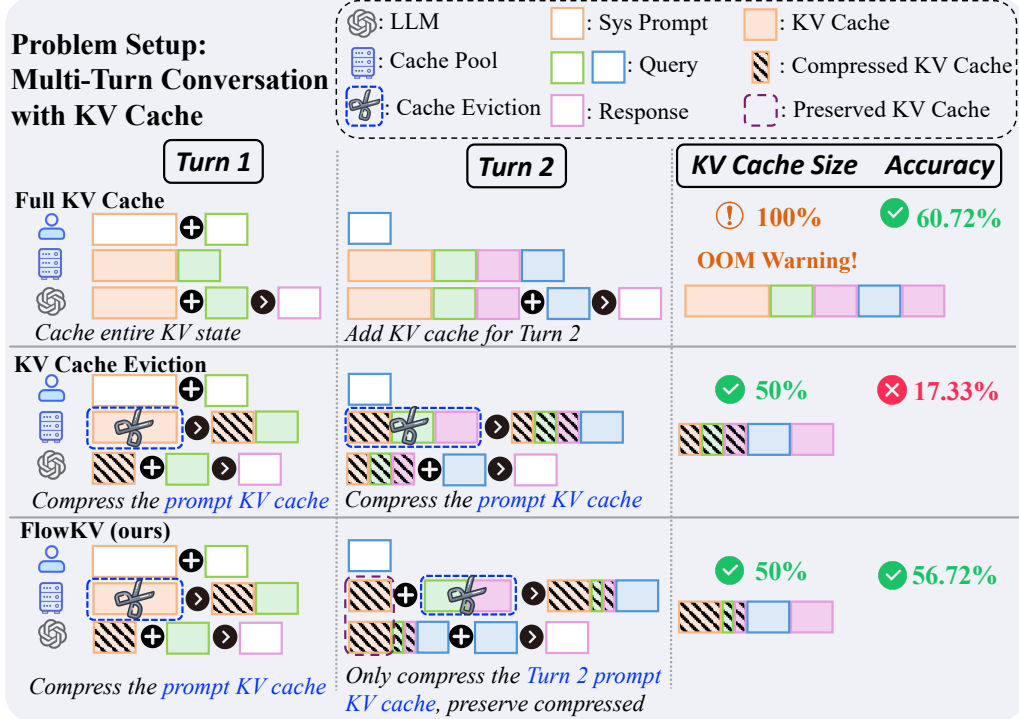 Problem Setup:
Multi-Turn Conversation
with KV Cache
: LLM
: Sys Prompt
: KV Cache
: Cache Pool
: Query
: Compressed KV Cache
: Cache Eviction
: Response
: Preserved KV Cache
Turn 1
Turn 2
KV Cache Size Accuracy
Full KV Cache
100%
60.72%
OOM Warning!
Cache entire KV state
Add KV cache for Turn 2
KV Cache Eviction
50%
17.33%
Compress the prompt KV cache
Compress the prompt KV cache
FlowKV (ours)
50%
56.72%
Compress the prompt KV cache
Only compress the Turn 2 prompt
KV cache, preserve compressed